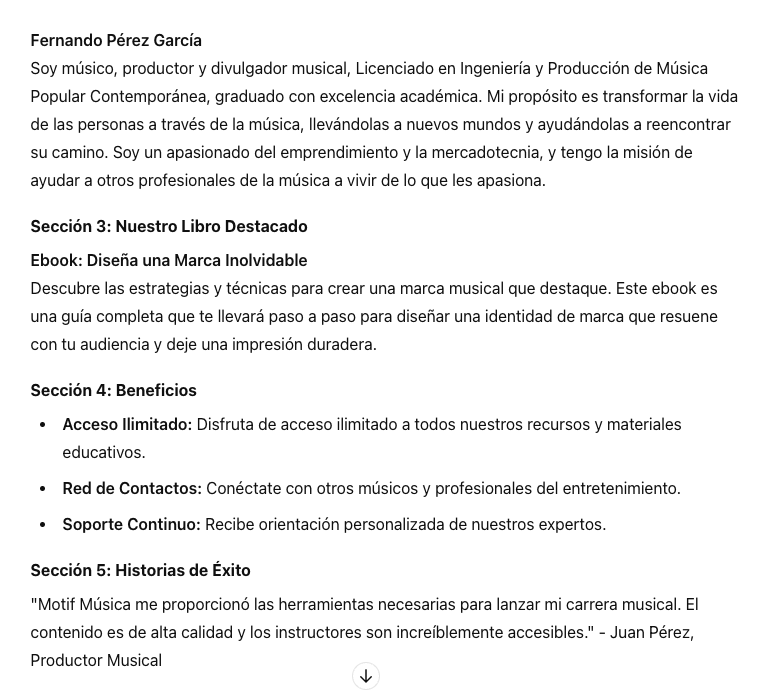 Fernando Pérez García
Soy músico, productor y divulgador musical, Licenciado en Ingeniería y Producción de Música
Popular Contemporánea, graduado con excelencia académica. Mi propósito es transformar la vida
de las personas a través de la música, llevándolas a nuevos mundos y ayudándolas a reencontrar
su camino. Soy un apasionado del emprendimiento y la mercadotecnia, y tengo la misión de
ayudar a otros profesionales de la música a vivir de lo que les apasiona.
Sección 3: Nuestro Libro Destacado
Ebook: Diseña una Marca Inolvidable
Descubre las estrategias y técnicas para crear una marca musical que destaque. Este ebook es
una guía completa que te llevará paso a paso para diseñar una identidad de marca que resuene
con tu audiencia y deje una impresión duradera.
Sección 4: Beneficios
• Acceso Ilimitado: Disfruta de acceso ilimitado a todos nuestros recursos y materiales
educativos.
• Red de Contactos: Conéctate con otros músicos y profesionales del entretenimiento.
• Soporte Continuo: Recibe orientación personalizada de nuestros expertos.
Sección 5: Historias de Éxito
"Motif Música me proporcionó las herramientas necesarias para lanzar mi carrera musical. El
contenido es de alta calidad y los instructores son increíblemente accesibles." - Juan Pérez,
Productor Musical